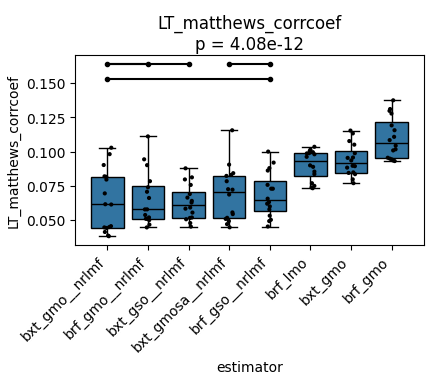 LT_matthews_corrcoef
p = 4.08e-12
LT_matthews_corrcoef
0.150
0.125
0.100
0.075
0.050
bxt_gmo__nrlmf
brf_gmo__nrlmf
bxt_gso__nrlmf
bxt_gmosa__nrlmf
brf_gso__nrlmf
brf_lmo
bxt_gmo
brf_gmo
estimator